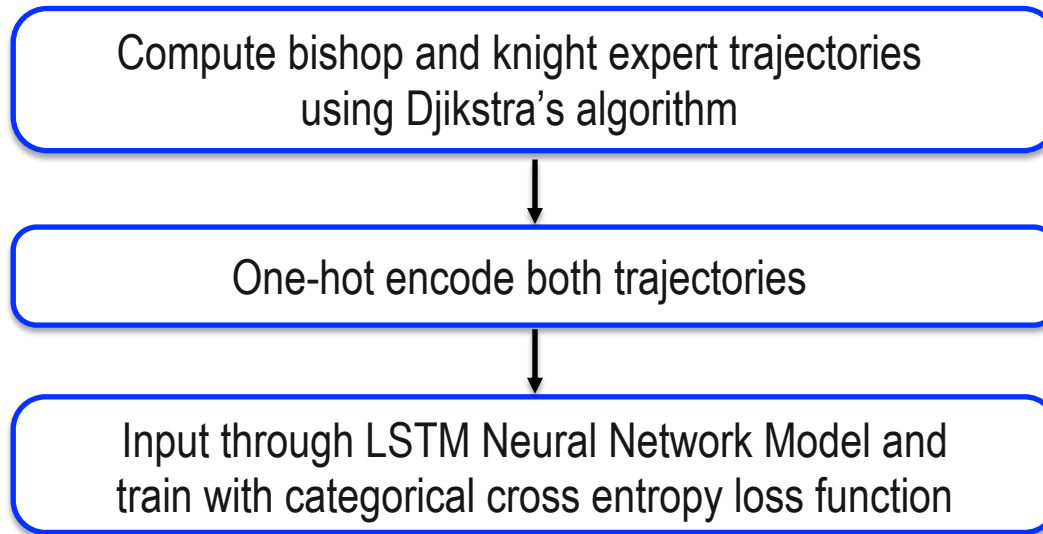 Compute bishop and knight expert trajectories
using Djikstra’s algorithm
One-hot encode both trajectories
Input through LSTM Neural Network Model and
train with categorical cross entropy loss function